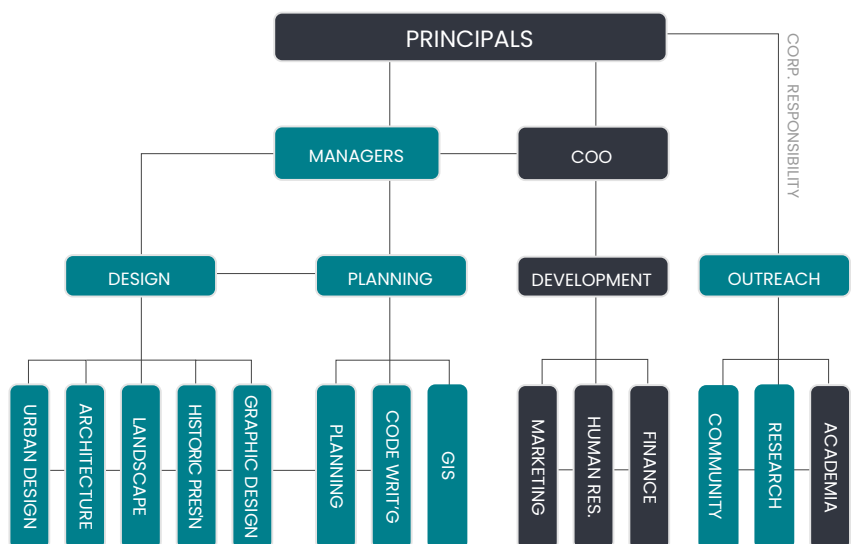 PRINCIPALS
CORP. RESPONSIBILITY
MANAGERS
COO
DESIGN
PLANNING
DEVELOPMENT
OUTREACH
URBAN DESIGN
ARCHITECTURE
LANDSCAPE
HISTORIC PRES'N
GRAPHIC DESIGN
PLANNING
CODE WRIT'G
GIS
MARKETING
HUMAN RES.
FINANCE
COMMUNITY
RESEARCH
ACADEMIA